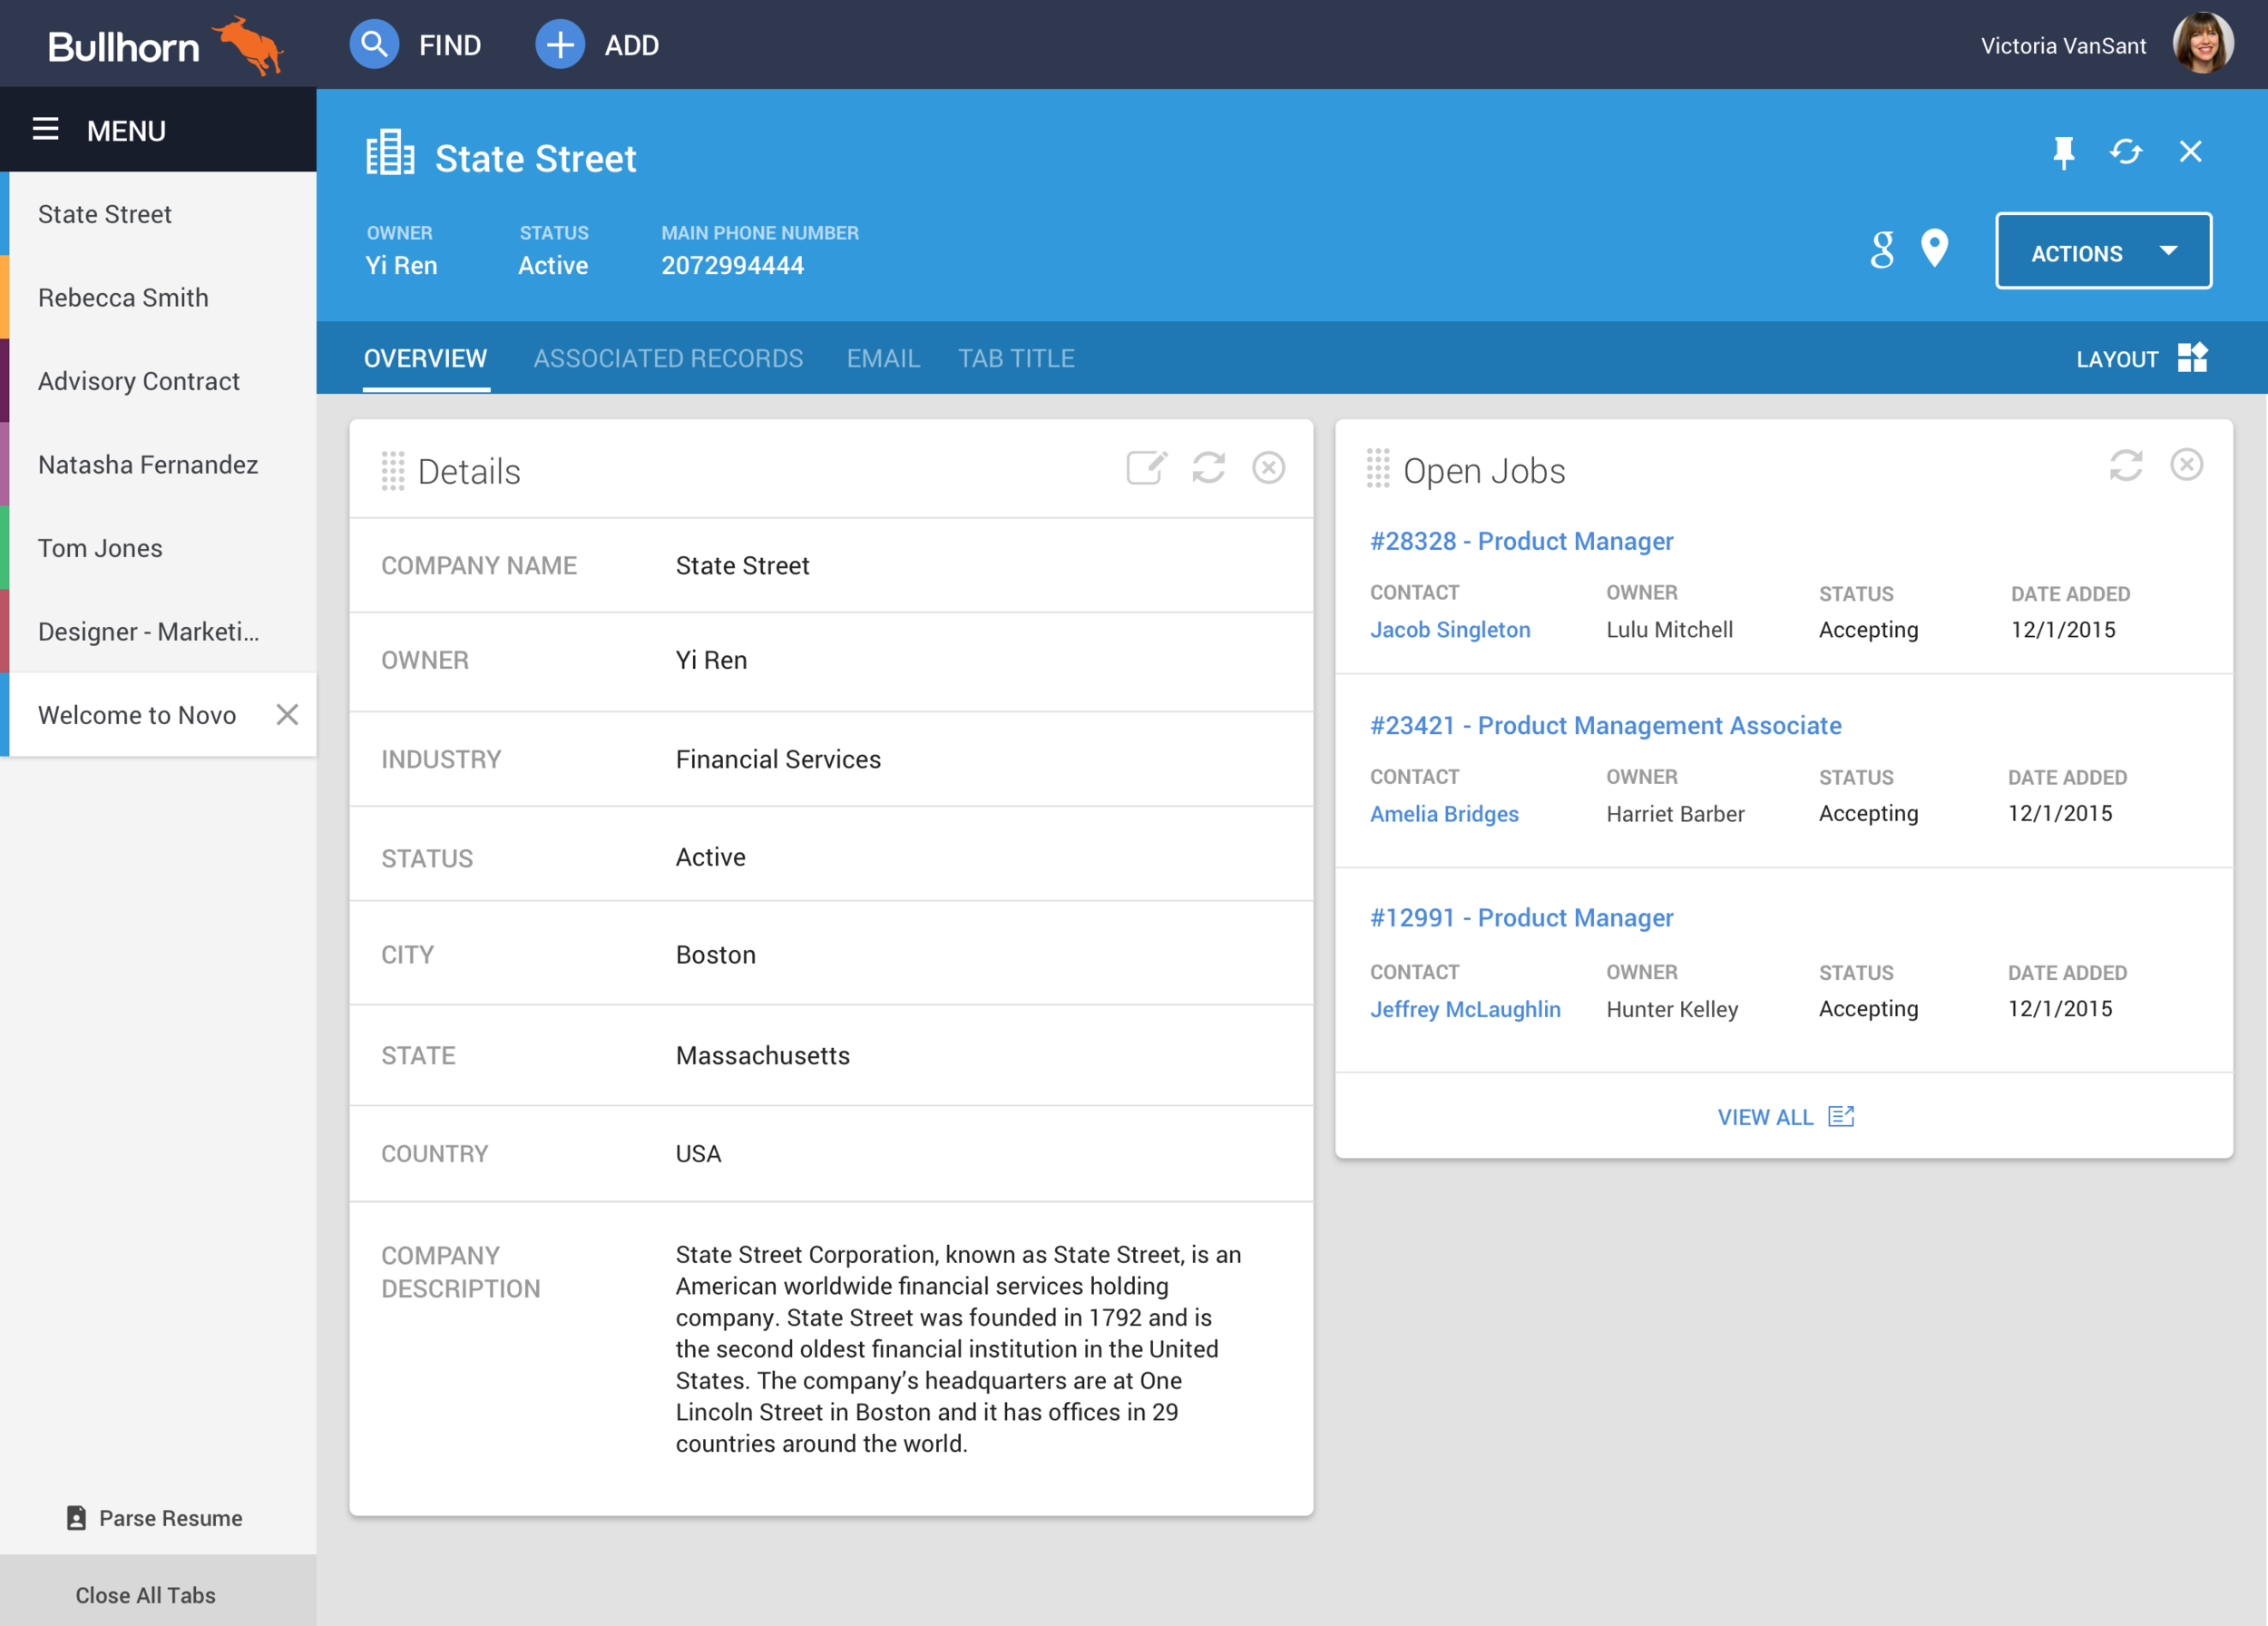 Bullhorn
FIND
ADD
Victoria VanSant
MENU
State Street
Rebecca Smith
Advisory Contract
Natasha Fernandez
Tom Jones
Designer - Marketi...
Welcome to Novo
Parse Resume
Close All Tabs
State Street
OWNER STATUS MAIN PHONE NUMBER
Yi Ren Active 2072994444
g
ACTIONS
OVERVIEW ASSOCIATED RECORDS EMAIL TAB TITLE
LAYOUT
Details
COMPANY NAME State Street
OWNER Yi Ren
INDUSTRY Financial Services
STATUS Active
CITY Boston
STATE Massachusetts
COUNTRY USA
COMPANY
DESCRIPTION
State Street Corporation, known as State Street, is an
American worldwide financial services holding
company. State Street was founded in 1792 and is
the second oldest financial institution in the United
States. The company’s headquarters are at One
Lincoln Street in Boston and it has offices in 29
countries around the world.
Open Jobs
#28328 - Product Manager
CONTACT OWNER STATUS DATE ADDED
Jacob Singleton Lulu Mitchell Accepting 12/1/2015
#23421 - Product Management Associate
CONTACT OWNER STATUS DATE ADDED
Amelia Bridges Harriet Barber Accepting 12/1/2015
#12991 - Product Manager
CONTACT OWNER STATUS DATE ADDED
Jeffrey McLaughlin Hunter Kelley Accepting 12/1/2015
VIEW ALL